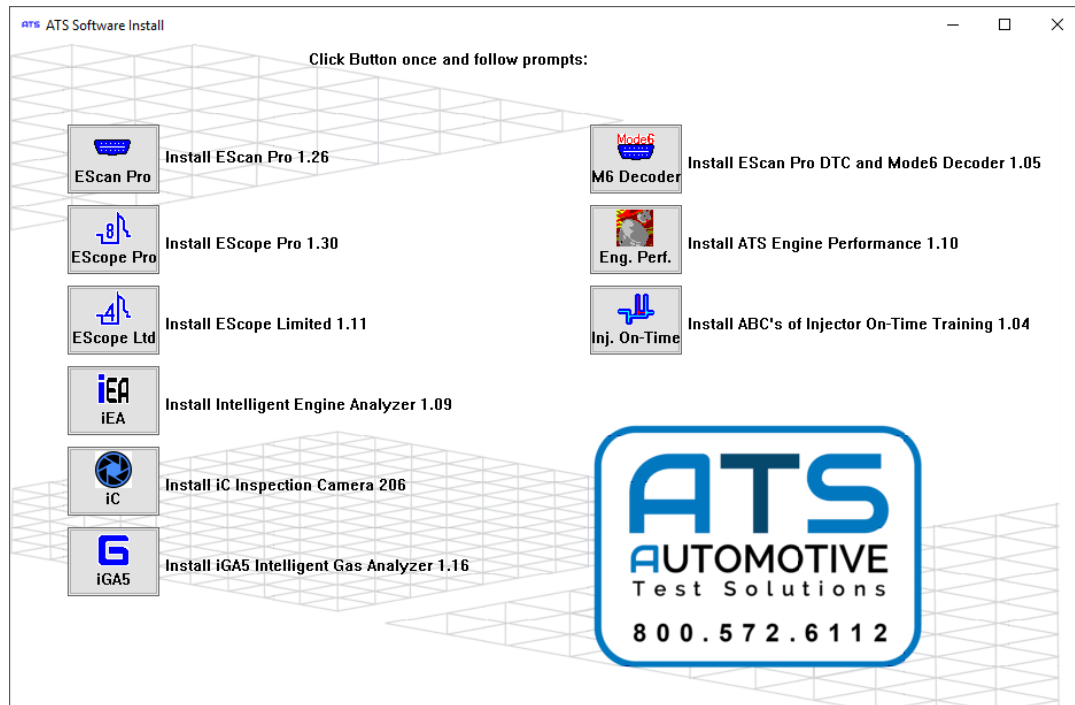 ATS ATS Software Install
Click Button once and follow prompts:
EScan Pro
Install EScan Pro 1.26
8
EScope Pro
Install EScope Pro 1.30
4
EScope Ltd
Install EScope Limited 1.11
iEA
iEA
Install Intelligent Engine Analyzer 1.09
iC
Install iC Inspection Camera 206
G
iGA5
Install iGA5 Intelligent Gas Analyzer 1.16
Mode6
M6 Decoder
Install EScan Pro DTC and Mode6 Decoder 1.05
Eng. Perf.
Install ATS Engine Performance 1.10
Inj. On-Time
Install ABC's of Injector On-Time Training 1.04
ATS
AUTOMOTIVE
Test Solutions
800.572.6112